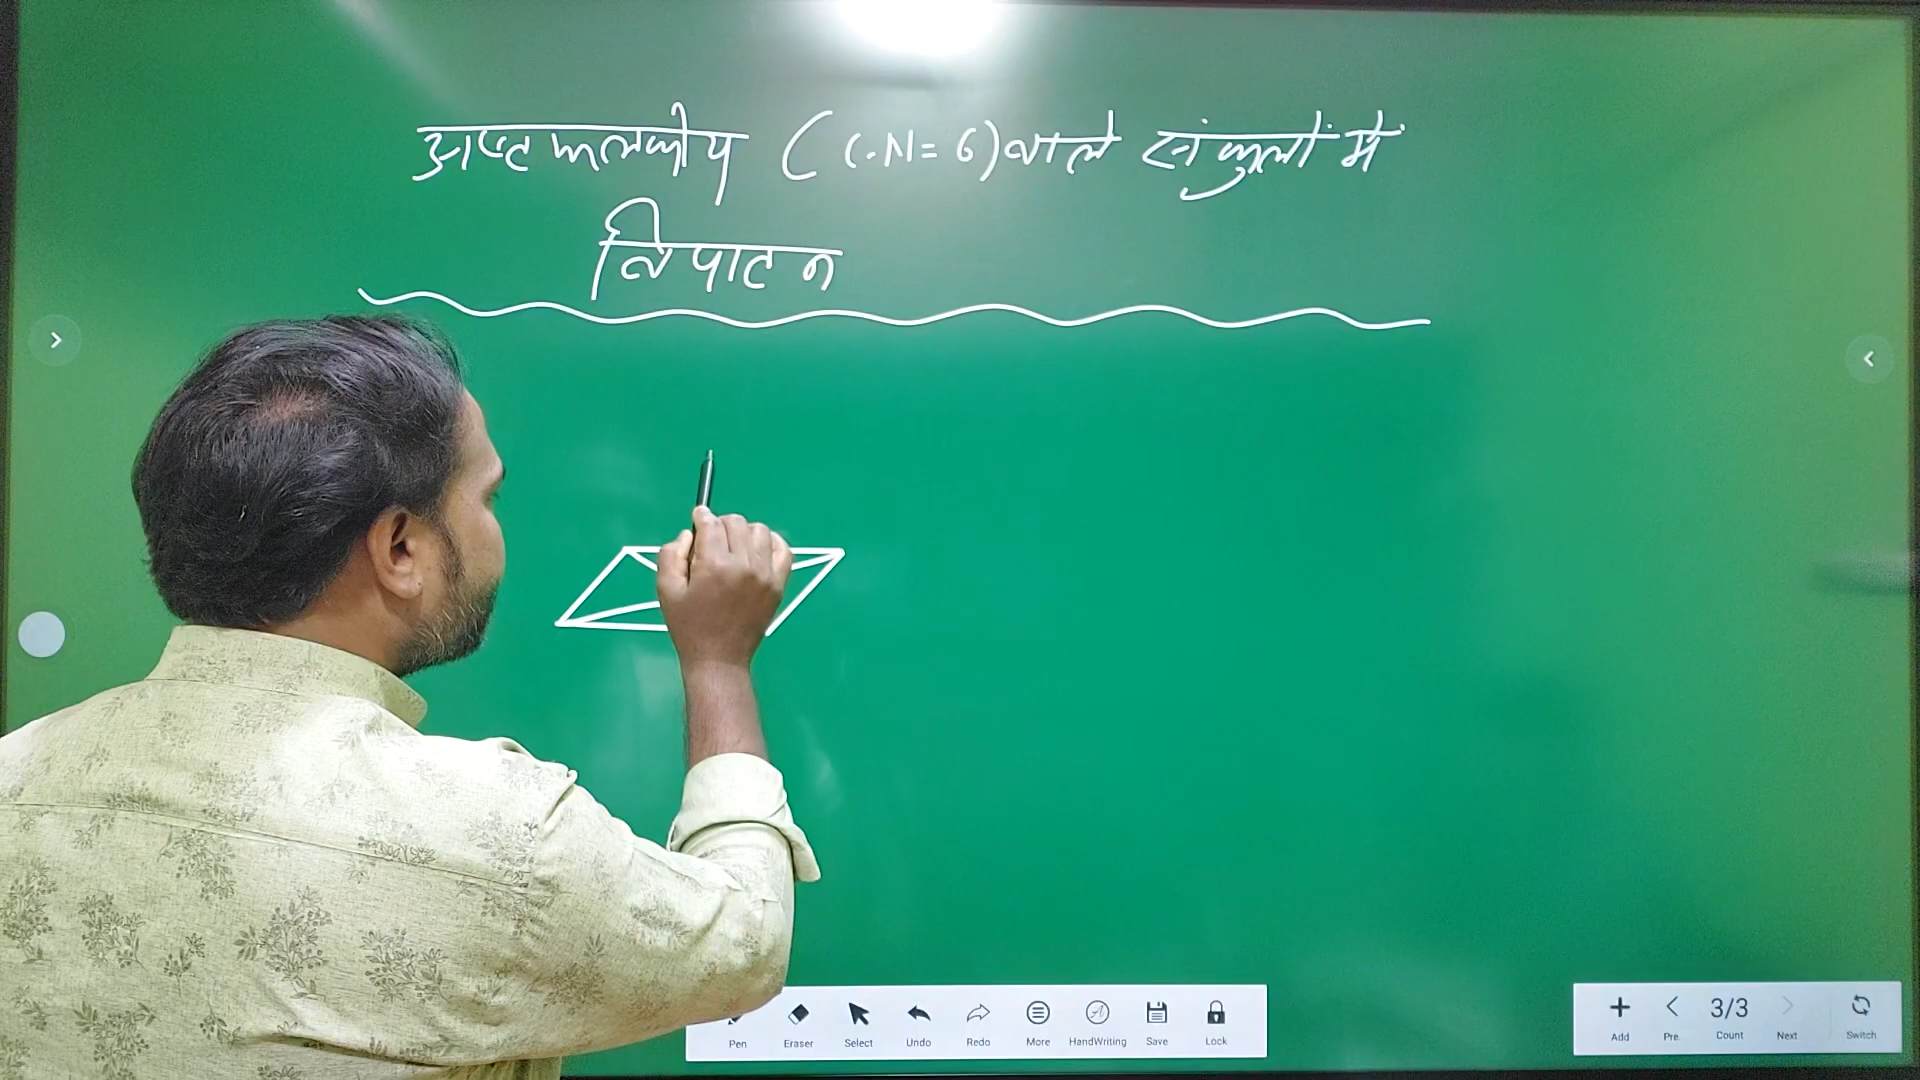 अष्टफलकीय (C.N=6) वाले संकुलों में
विपाटन
Pen Eraser Select Undo Redo More HandWriting Save Lock
Add Pre. 3/3 Count Next Switch